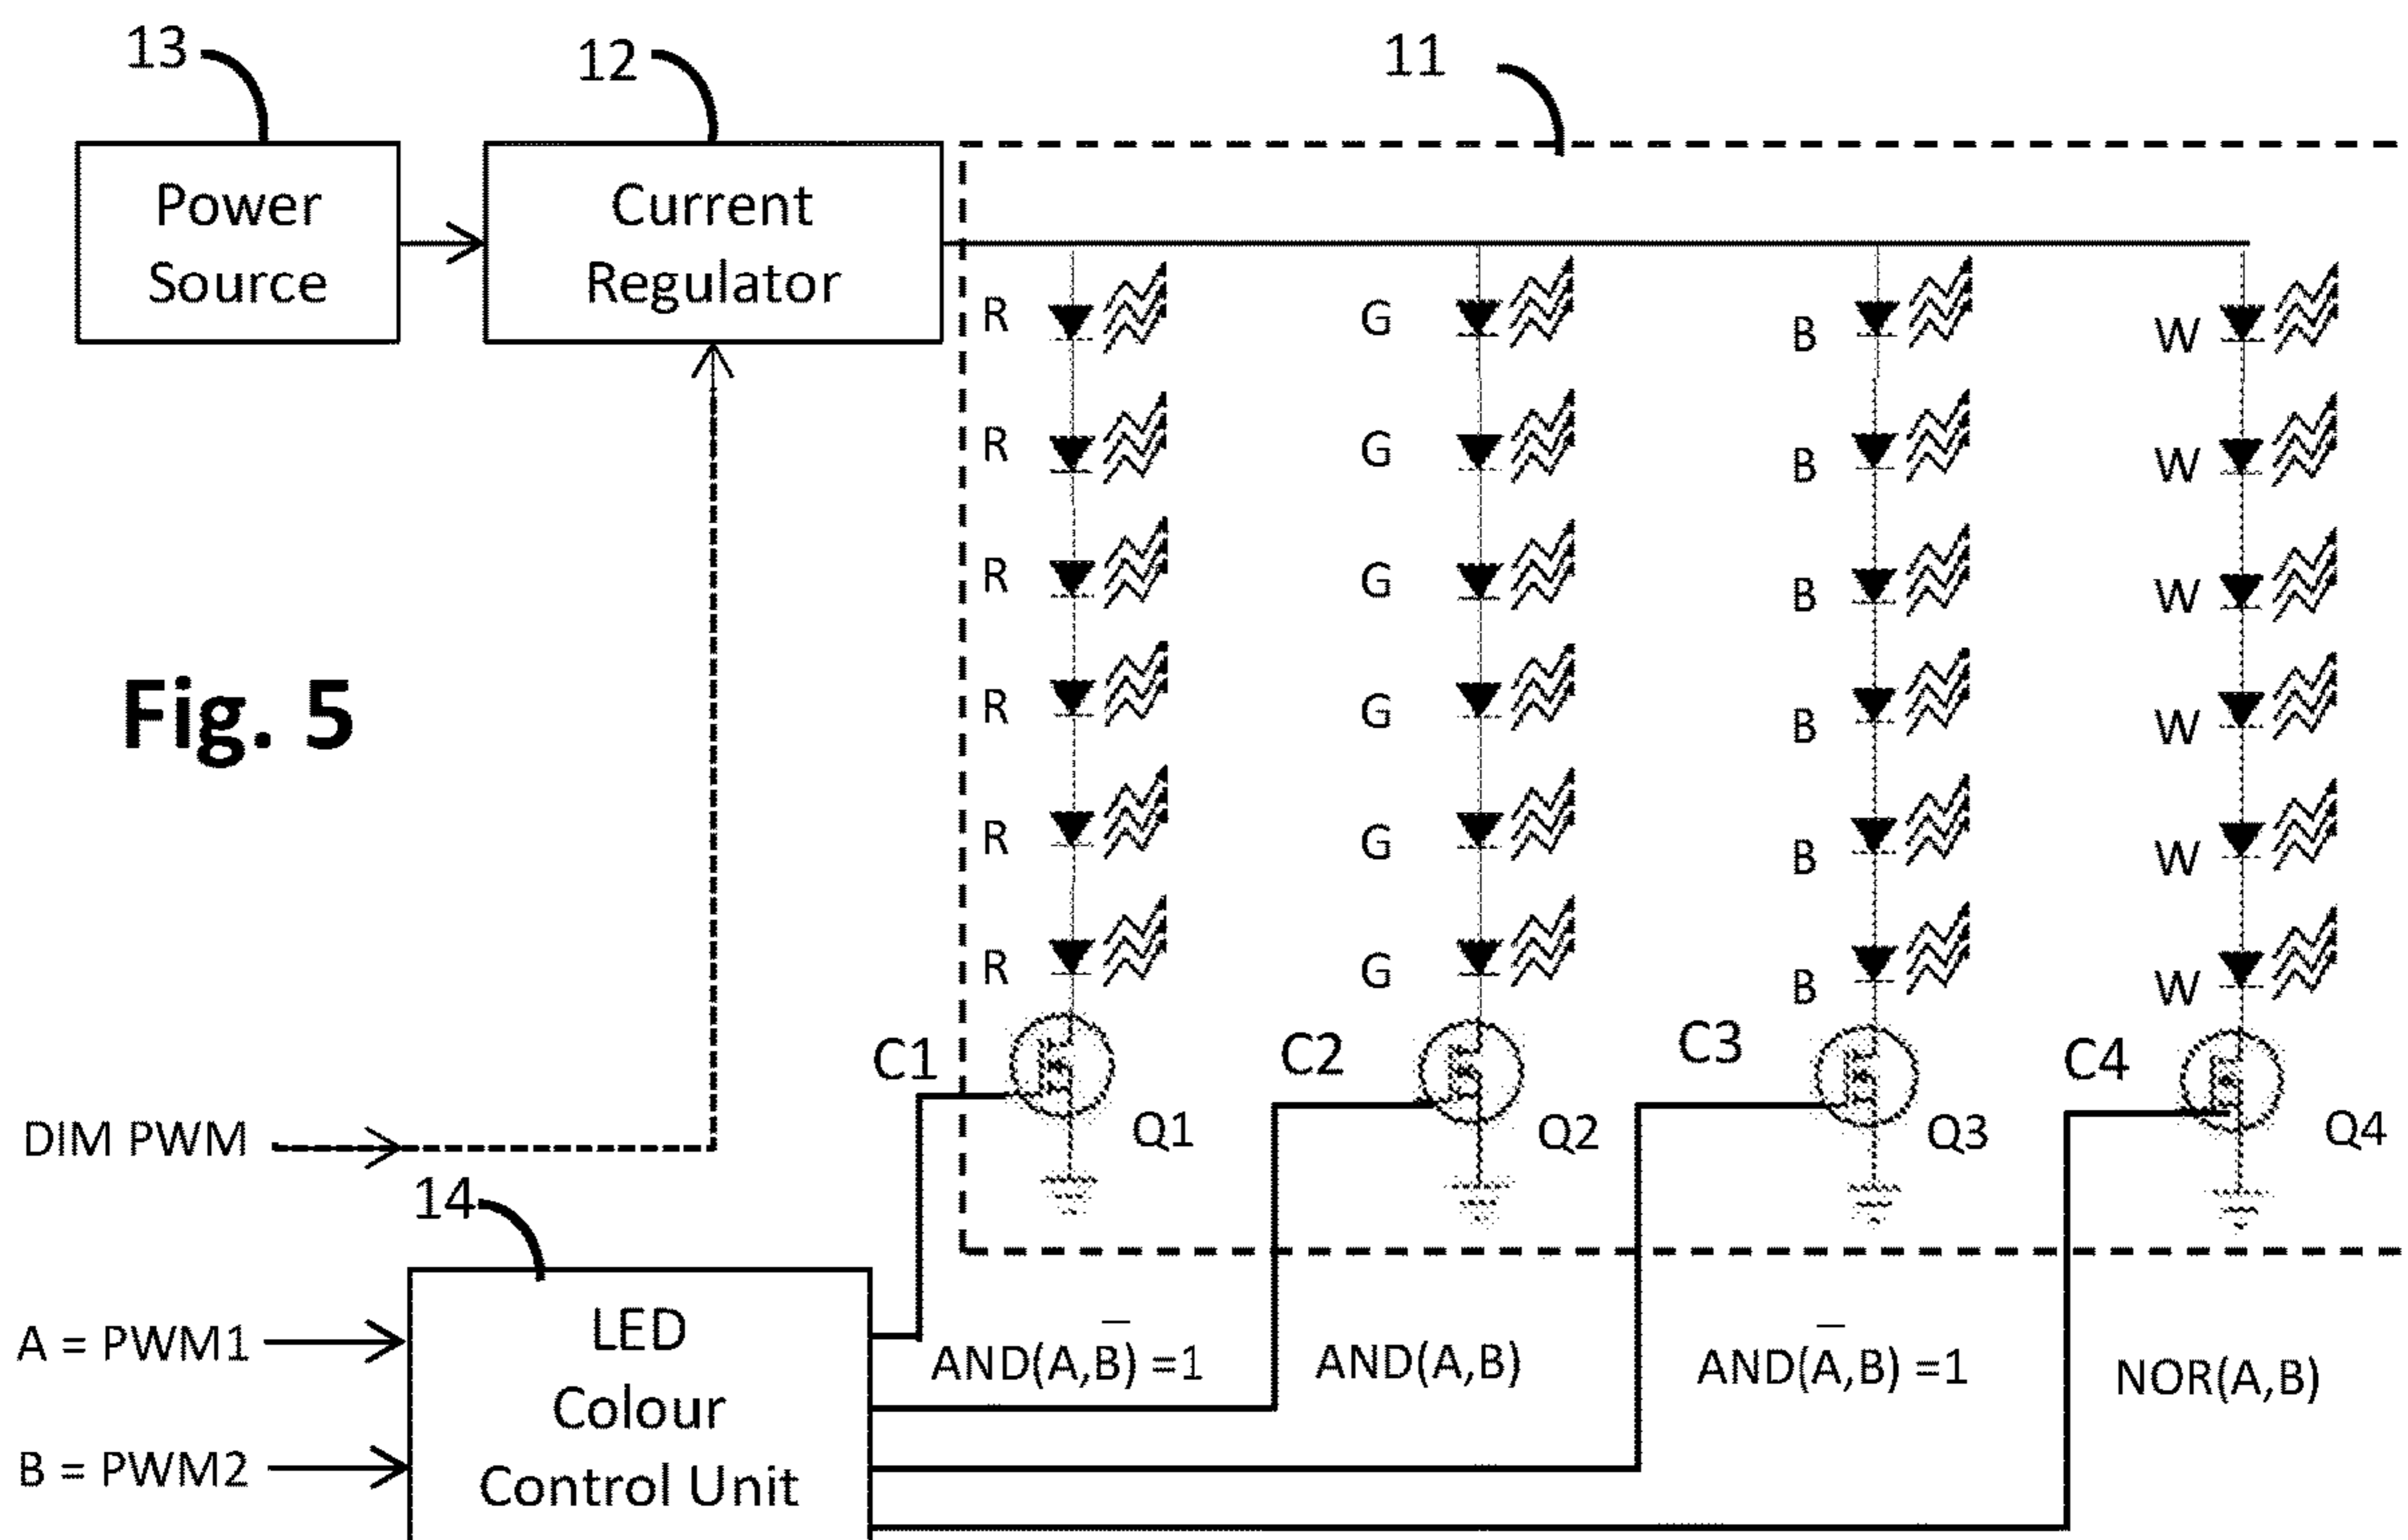 13
12
11
Power
Source
Current
Regulator
R G B W
R G B W
R G B W
R G B W
R G B W
R G B W
Fig. 5
C1 C2 C3 C4
Q1 Q2 Q3 Q4
DIM PWM
14
A = PWM1
B = PWM2
LED
Colour
Control Unit
AND(A,B̅) =1
AND(A,B)
AND(A̅,B) =1
NOR(A,B)